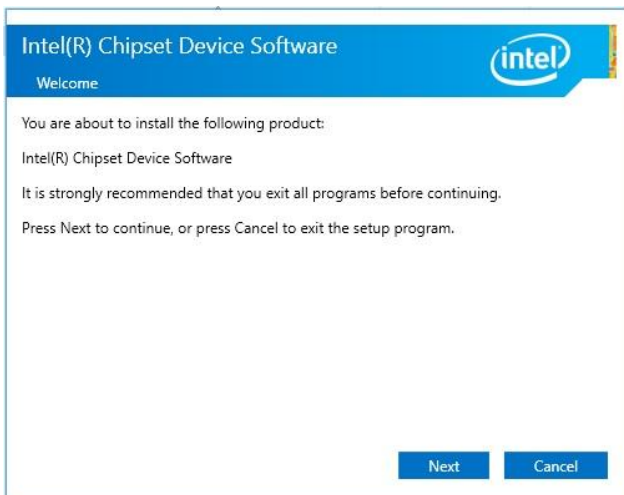 Intel(R) Chipset Device Software
intel
Welcome
You are about to install the following product:
Intel(R) Chipset Device Software
It is strongly recommended that you exit all programs before continuing.
Press Next to continue, or press Cancel to exit the setup program.
Next Cancel